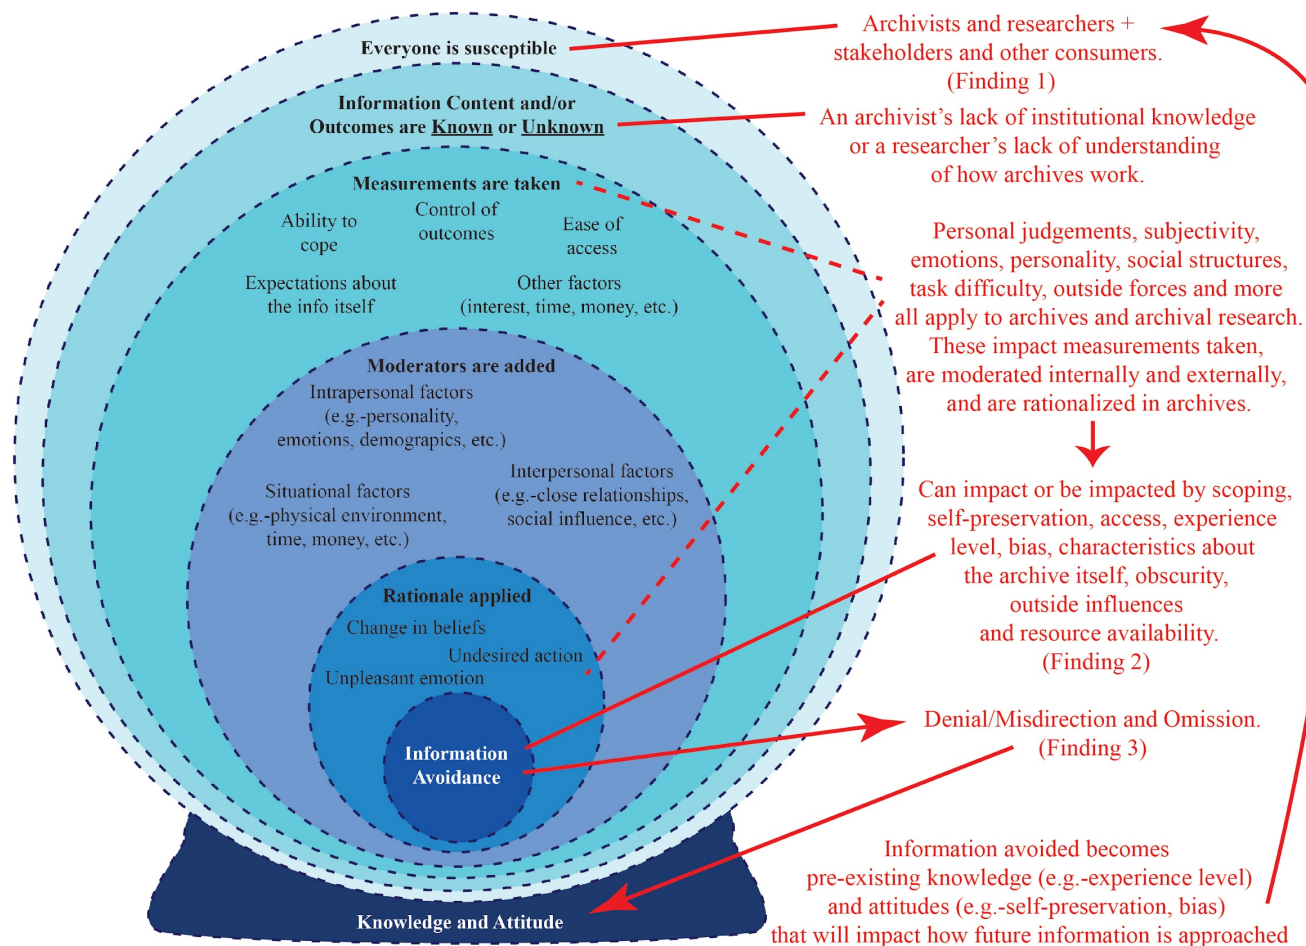 Everyone is susceptible
Information Content and/or
Outcomes are Known or Unknown
Measurements are taken
Ability to
cope
Control of
outcomes
Ease of
access
Expectations about
the info itself
Other factors
(interest, time, money, etc.)
Moderators are added
Intrapersonal factors
(e.g.-personality,
emotions, demograpics, etc.)
Interpersonal factors
(e.g.-close relationships,
social influence, etc.)
Situational factors
(e.g.-physical environment,
time, money, etc.)
Rationale applied
Change in beliefs
Undesired action
Unpleasant emotion
Information
Avoidance
Knowledge and Attitude
Archivists and researchers +
stakeholders and other consumers.
(Finding 1)
An archivist’s lack of institutional knowledge
or a researcher’s lack of understanding
of how archives work.
Personal judgements, subjectivity,
emotions, personality, social structures,
task difficulty, outside forces and more
all apply to archives and archival research.
These impact measurements taken,
are moderated internally and externally,
and are rationalized in archives.
Can impact or be impacted by scoping,
self-preservation, access, experience
level, bias, characteristics about
the archive itself, obscurity,
outside influences
and resource availability.
(Finding 2)
Denial/Misdirection and Omission.
(Finding 3)
Information avoided becomes
pre-existing knowledge (e.g.-experience level)
and attitudes (e.g.-self-preservation, bias)
that will impact how future information is approached